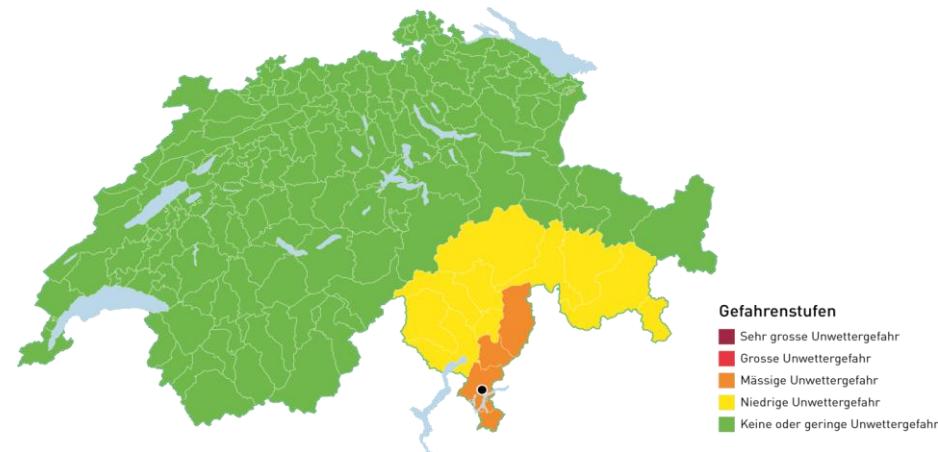 Gefahrenstufen
Sehr grosse Unwettergefahr
Grosse Unwettergefahr
Mässige Unwettergefahr
Niedrige Unwettergefahr
Keine oder geringe Unwettergefahr